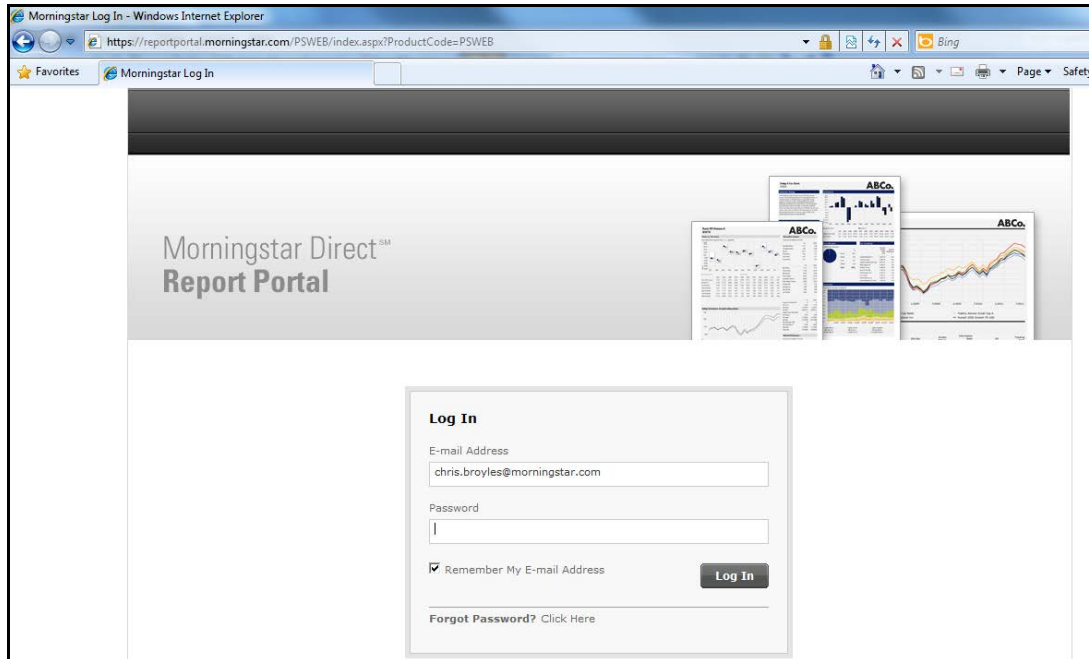 Morningstar Log In - Windows Internet Explorer
https://reportportal.morningstar.com/PSWEB/index.aspx?ProductCode=PSWEB
Bing
Favorites
Morningstar Log In
Page
Safety
Morningstar Direct℠
Report Portal
ABCo.
ABCo.
ABCo.
Log In
E-mail Address
chris.broyles@morningstar.com
Password
Remember My E-mail Address
Log In
Forgot Password? Click Here